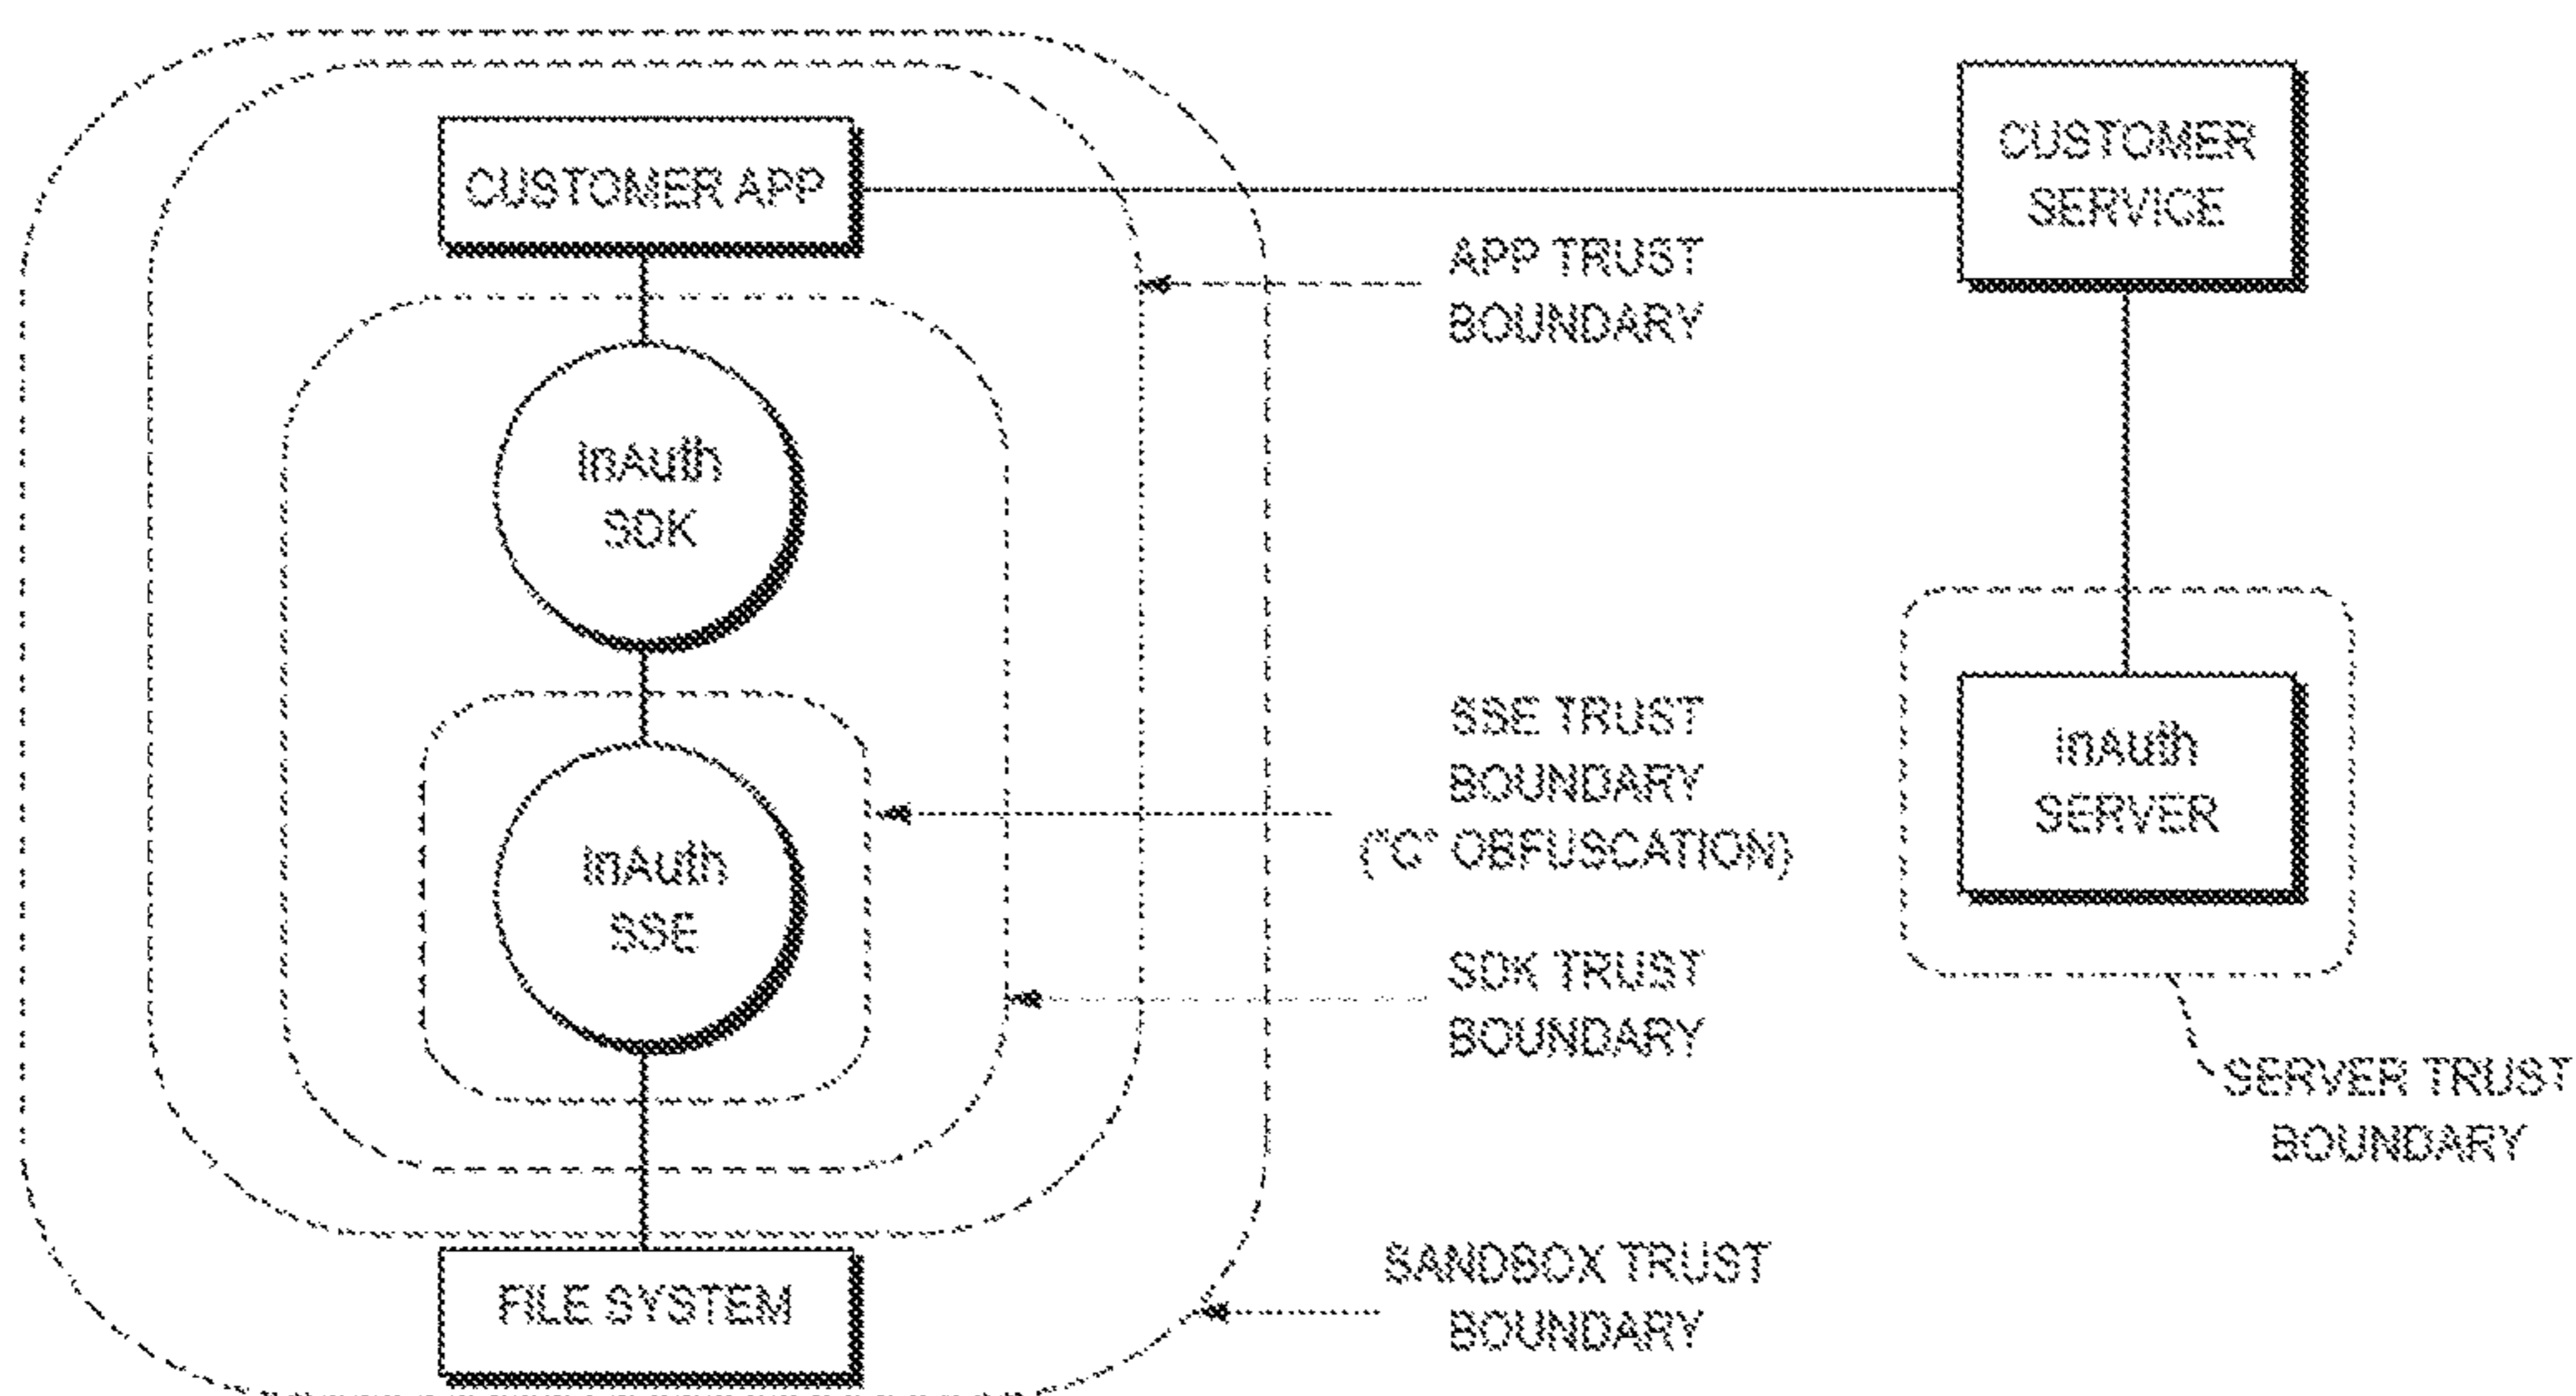 CUSTOMER APP
CUSTOMER
SERVICE
APP TRUST
BOUNDARY
InAuth
SDK
SSE TRUST
BOUNDARY
("C" OBFUSCATION)
InAuth
SERVER
InAuth
SSE
SDK TRUST
BOUNDARY
SERVER TRUST
BOUNDARY
SANDBOX TRUST
BOUNDARY
FILE SYSTEM